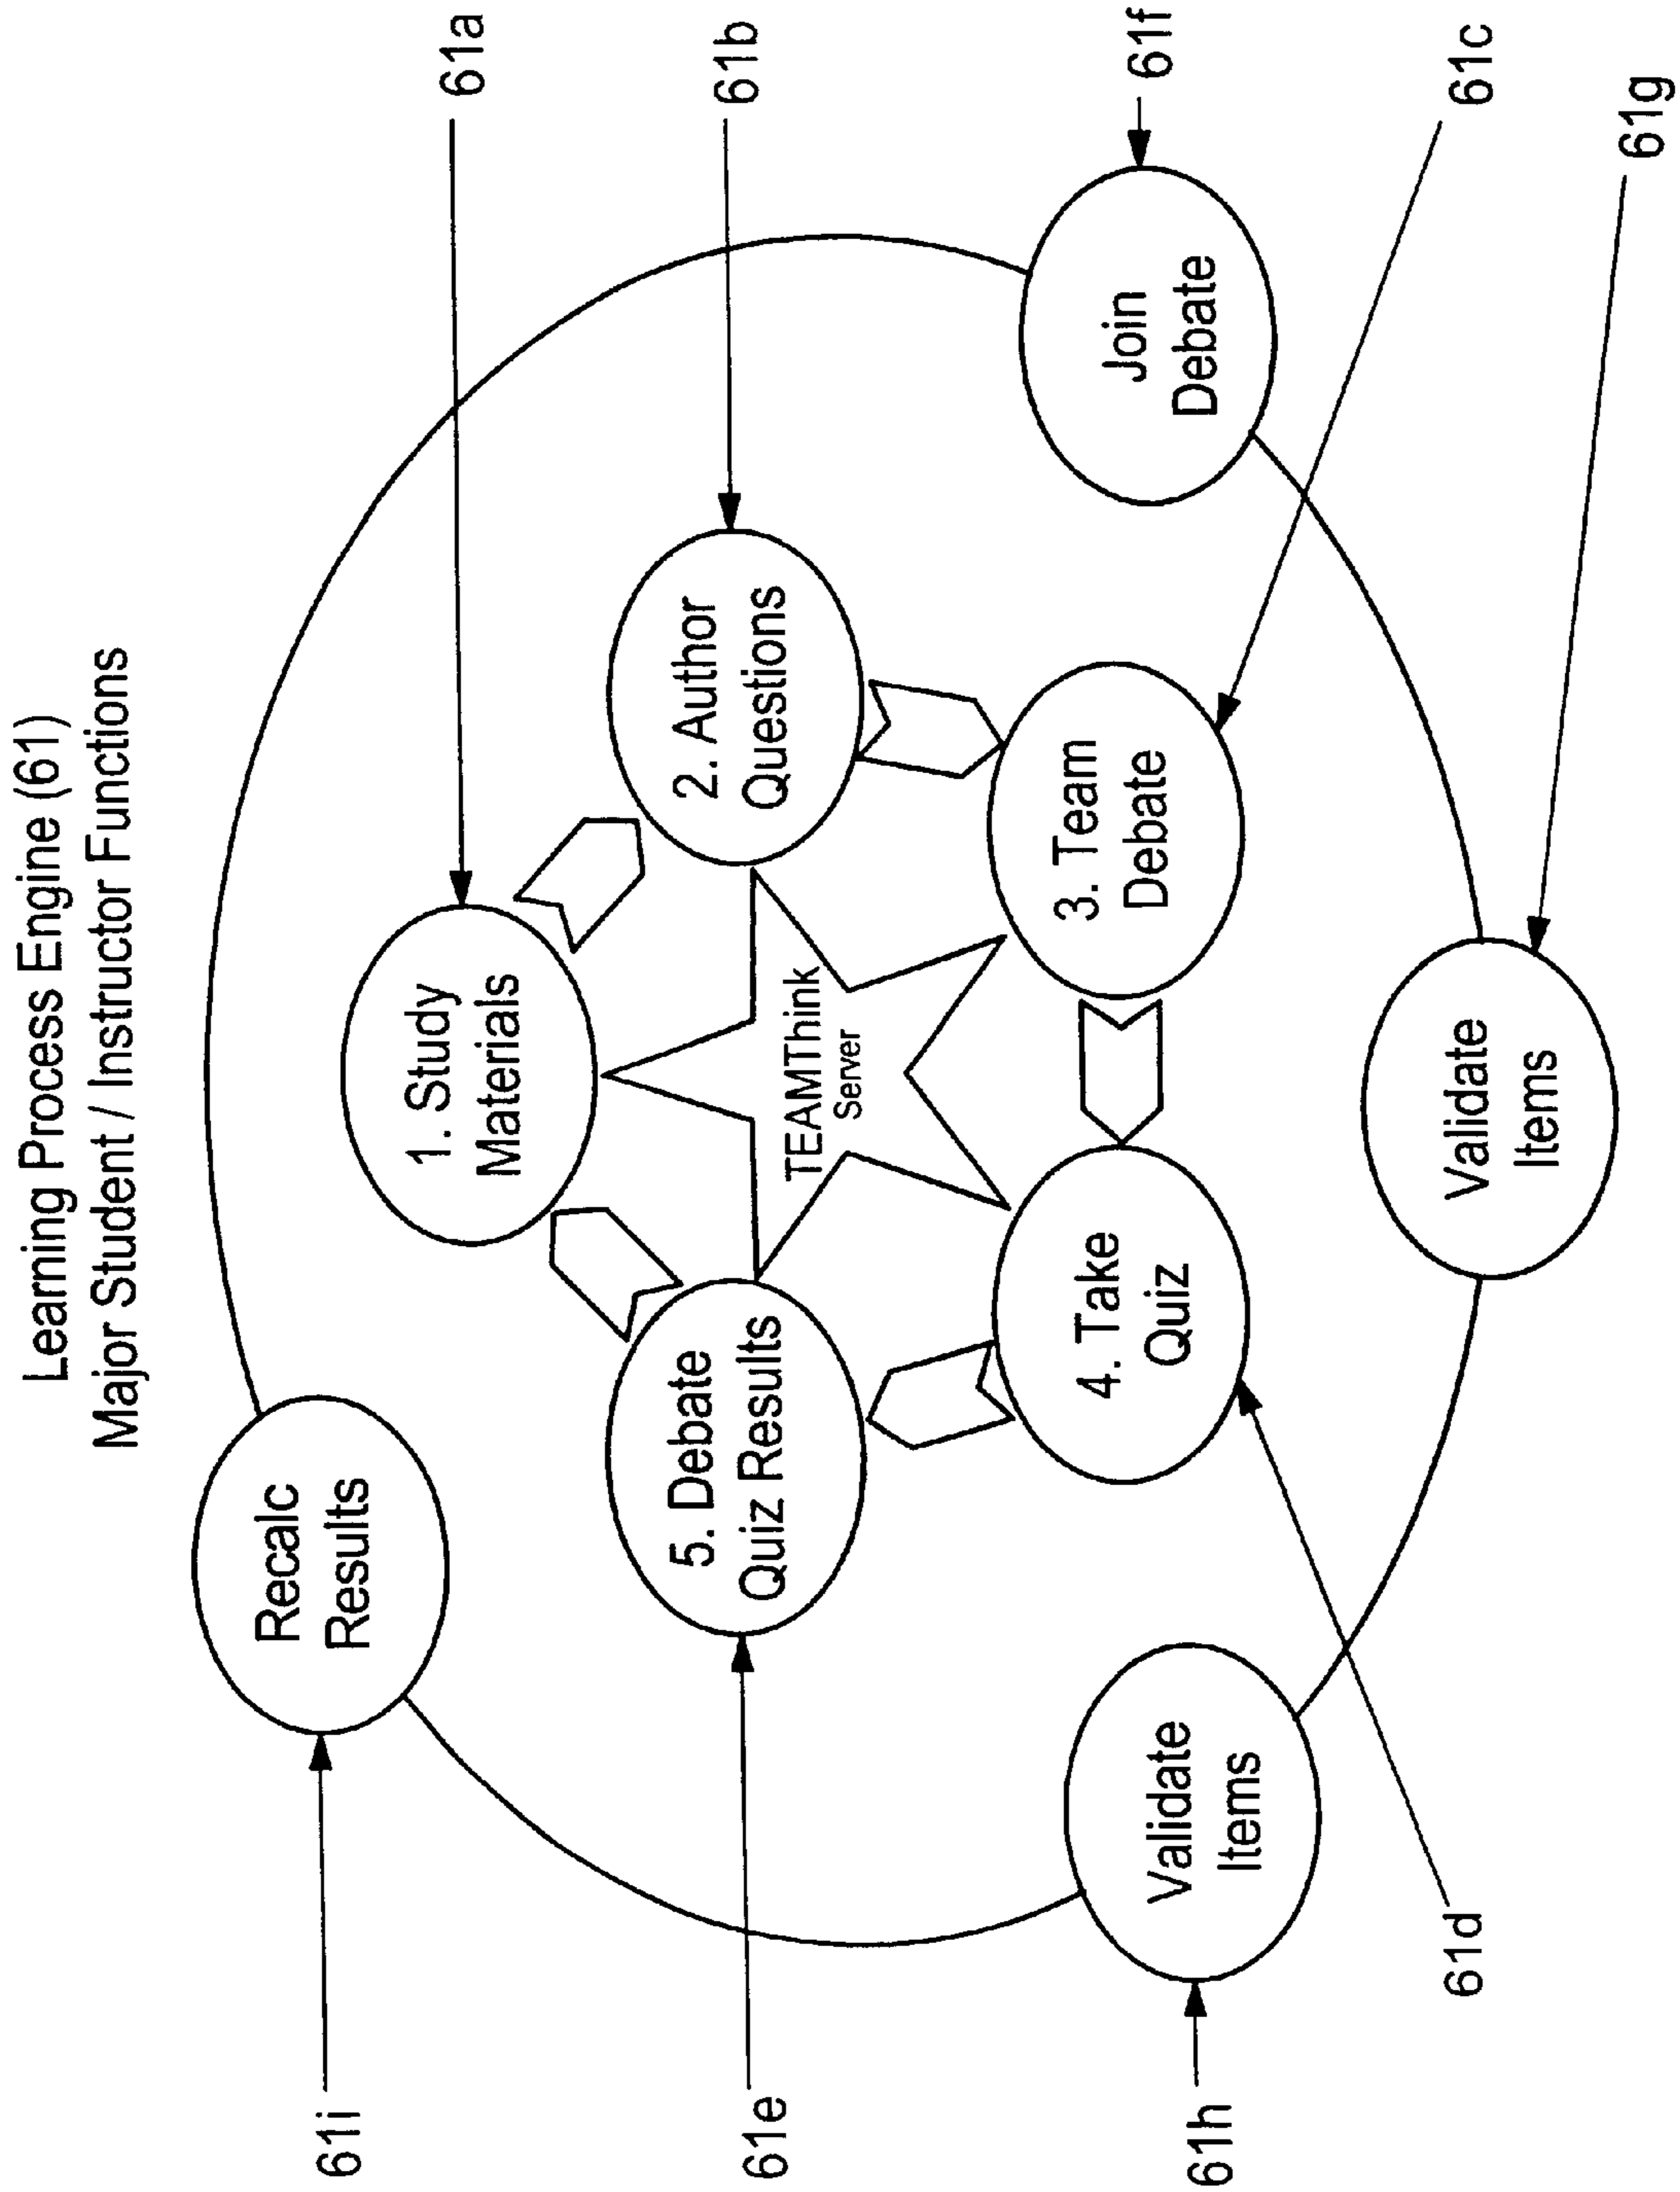 Learning Process Engine (61)
Major Student / Instructor Functions
61i
Recalc
Results
1. Study
Materials
61a
61e
5. Debate
Quiz Results
TEAMThink
Server
2. Author
Questions
61b
61h
Validate
Items
4. Take
Quiz
3. Team
Debate
Join
Debate
61f
61d
Validate
Items
61c
61g